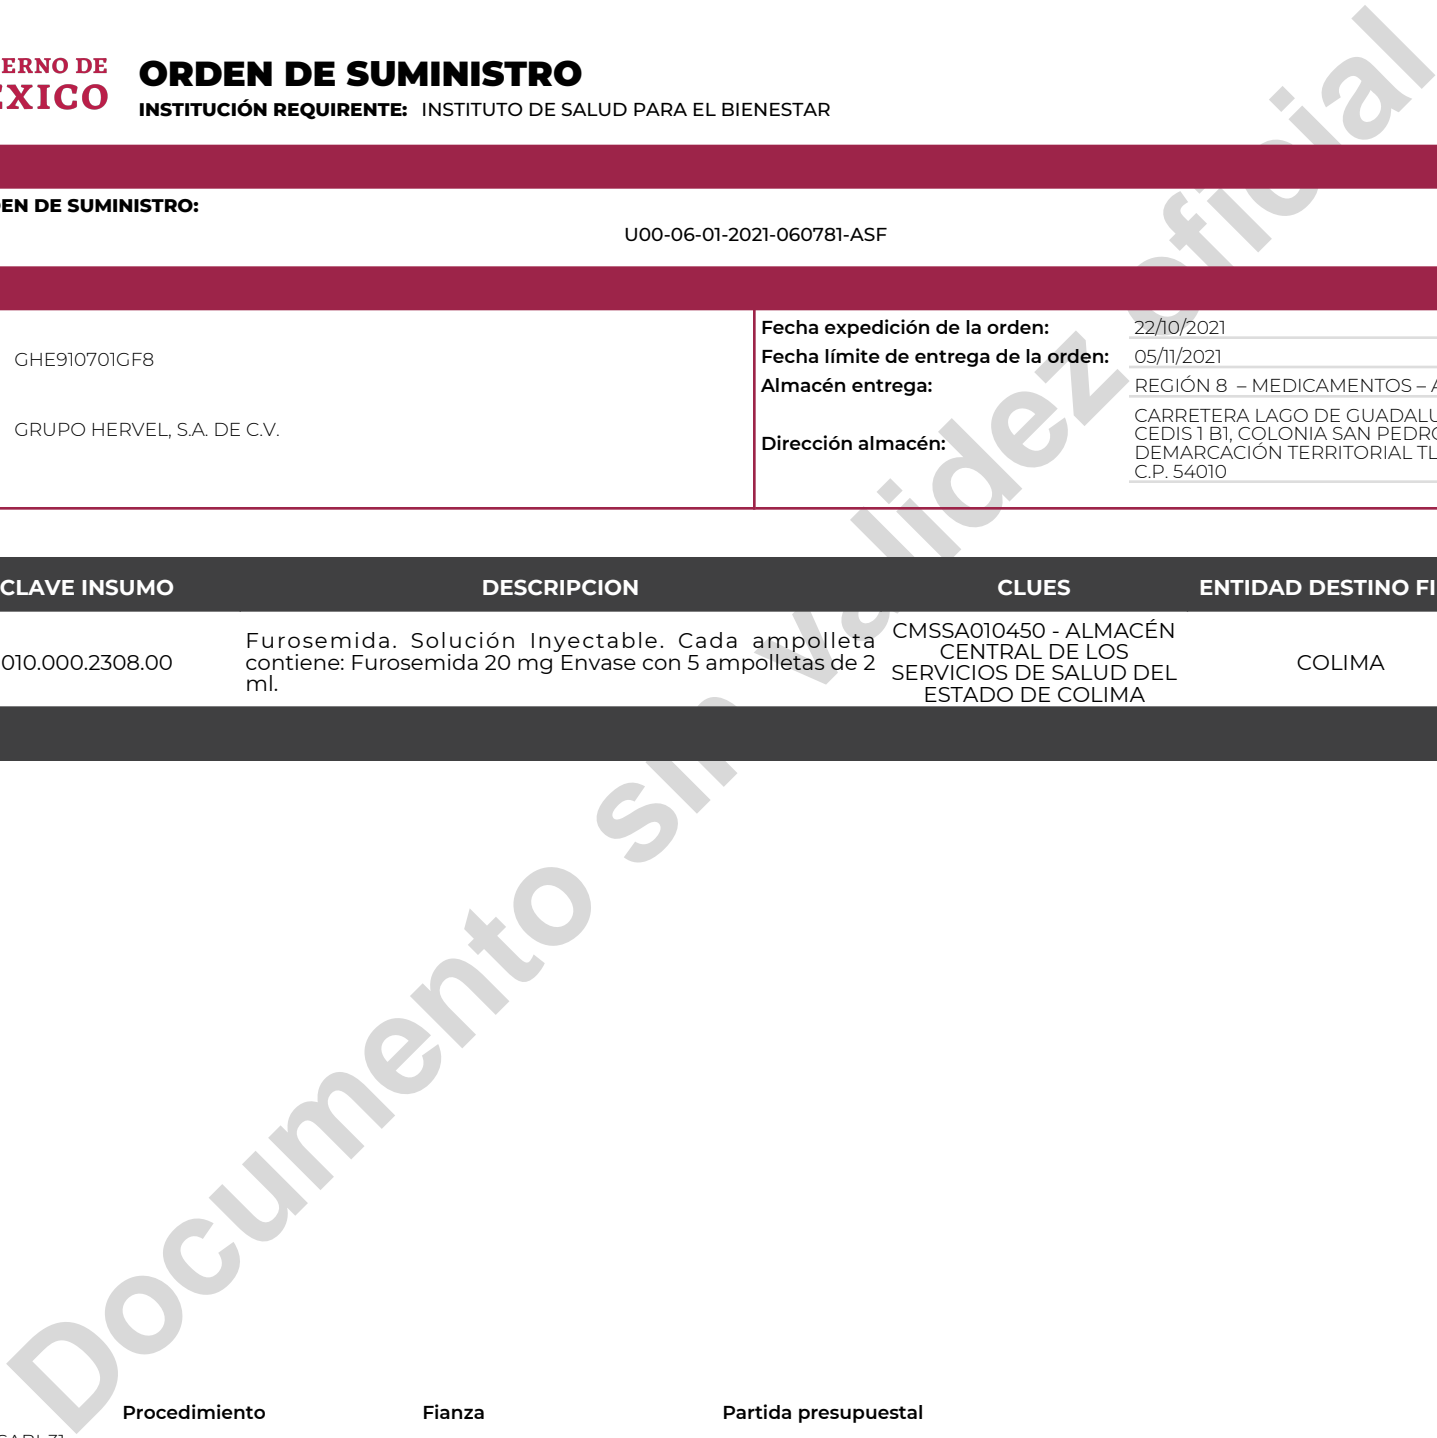 ERNO DE
EXICO
ORDEN DE SUMINISTRO
INSTITUCIÓN REQUIRENTE: INSTITUTO DE SALUD PARA EL BIENESTAR
EN DE SUMINISTRO:
U00-06-01-2021-060781-ASF
GHE910701GF8
GRUPO HERVEL, S.A. DE C.V.
Fecha expedición de la orden: 22/10/2021
Fecha límite de entrega de la orden: 05/11/2021
Almacén entrega: REGIÓN 8 – MEDICAMENTOS – A
Dirección almacén:
CARRETERA LAGO DE GUADALU
CEDIS 1 B1, COLONIA SAN PEDRO
DEMARCACIÓN TERRITORIAL TL
C.P. 54010
CLAVE INSUMO DESCRIPCION CLUES ENTIDAD DESTINO FI
010.000.2308.00
Furosemida. Solución Inyectable. Cada ampolleta
contiene: Furosemida 20 mg Envase con 5 ampolletas de 2
ml.
CMSSA010450 - ALMACÉN
CENTRAL DE LOS
SERVICIOS DE SALUD DEL
ESTADO DE COLIMA
COLIMA
Documento sin validez oficial
Procedimiento Fianza Partida presupuestal